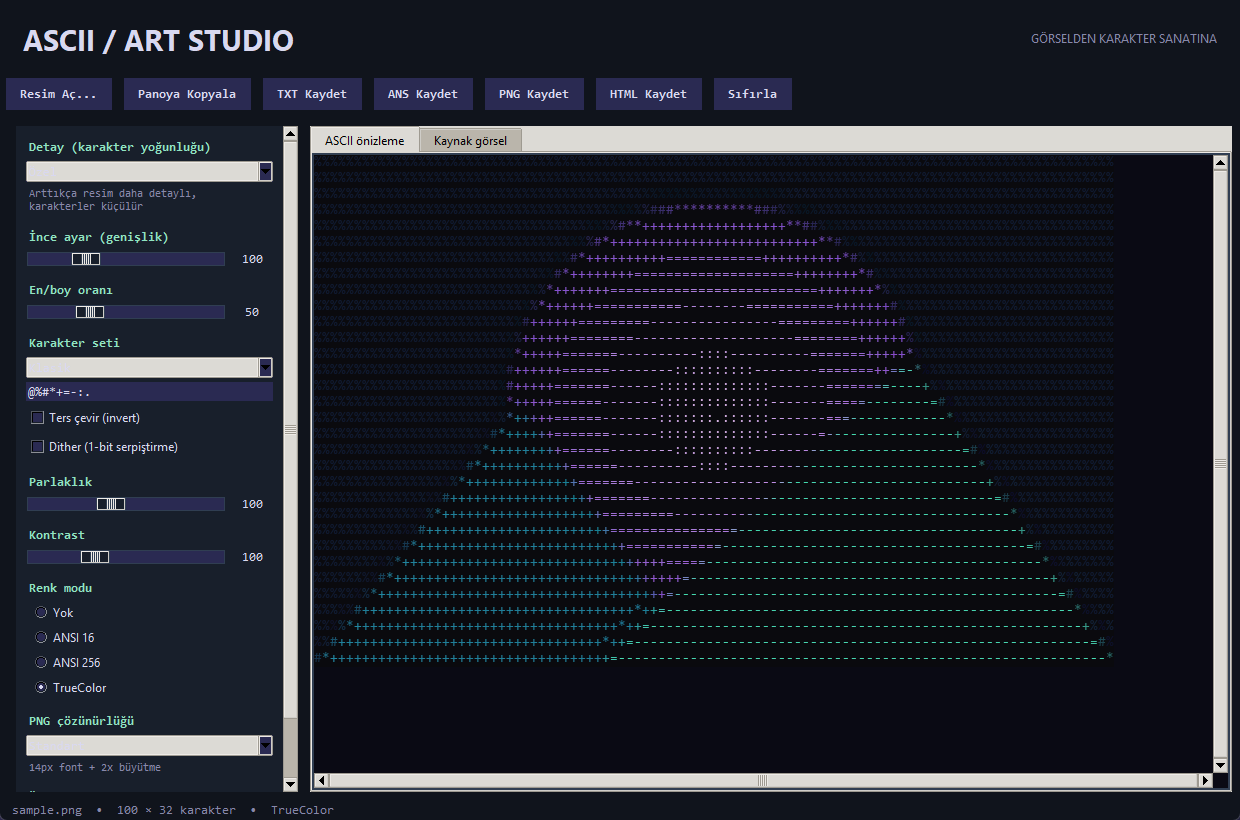 ASCII / ART STUDIO
GÖRSELDEN KARAKTER SANATINA
Resim Aç...
Panoya Kopyala
TXT Kaydet
ANS Kaydet
PNG Kaydet
HTML Kaydet
Sıfırla
Detay (karakter yoğunluğu)
Arttıkça resim daha detaylı,
karakterler küçülür
İnce ayar (genişlik)
100
En/boy oranı
50
Karakter seti
@%#*+=-:.
Ters çevir (invert)
Dither (1-bit serpiştirme)
Parlaklık
100
Kontrast
100
Renk modu
Yok
ANSI 16
ANSI 256
TrueColor
PNG çözünürlüğü
14px font + 2x büyütme
ASCII önizleme
Kaynak görsel
sample.png • 100 × 32 karakter • TrueColor